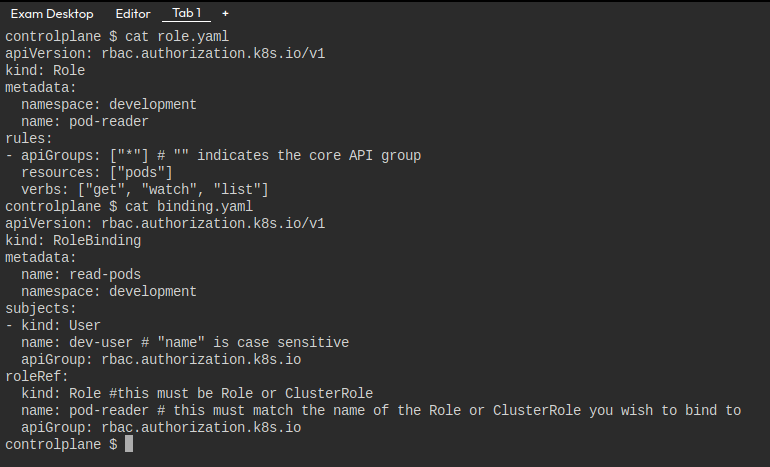 Exam Desktop Editor Tab 1 +
controlplane $ cat role.yaml
apiVersion: rbac.authorization.k8s.io/v1
kind: Role
metadata:
  namespace: development
  name: pod-reader
rules:
- apiGroups: ["*"] # "" indicates the core API group
  resources: ["pods"]
  verbs: ["get", "watch", "list"]
controlplane $ cat binding.yaml
apiVersion: rbac.authorization.k8s.io/v1
kind: RoleBinding
metadata:
  name: read-pods
  namespace: development
subjects:
- kind: User
  name: dev-user # "name" is case sensitive
  apiGroup: rbac.authorization.k8s.io
roleRef:
  kind: Role #this must be Role or ClusterRole
  name: pod-reader # this must match the name of the Role or ClusterRole you wish to bind to
  apiGroup: rbac.authorization.k8s.io
controlplane $